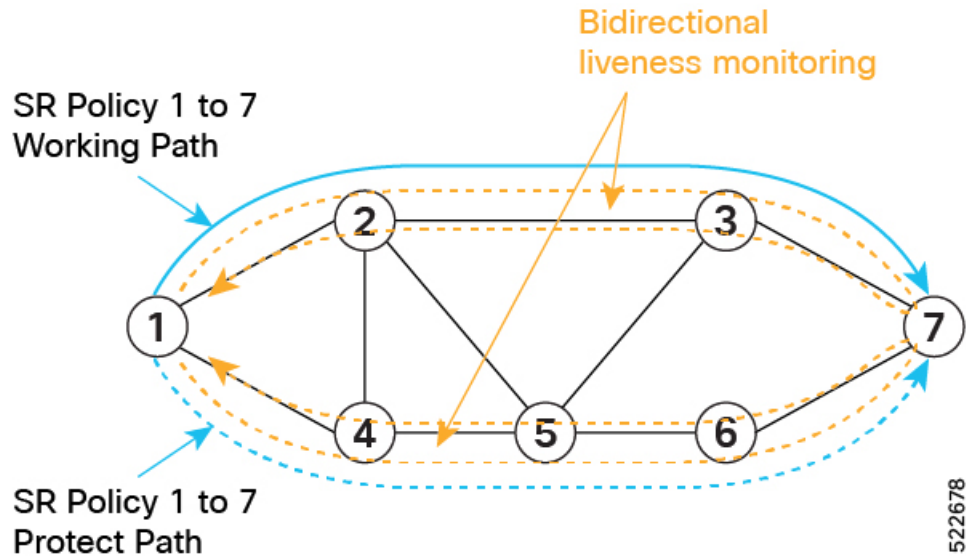 Bidirectional
liveness monitoring
SR Policy 1 to 7
Working Path
2
3
1
7
4
5
6
SR Policy 1 to 7
Protect Path
522678